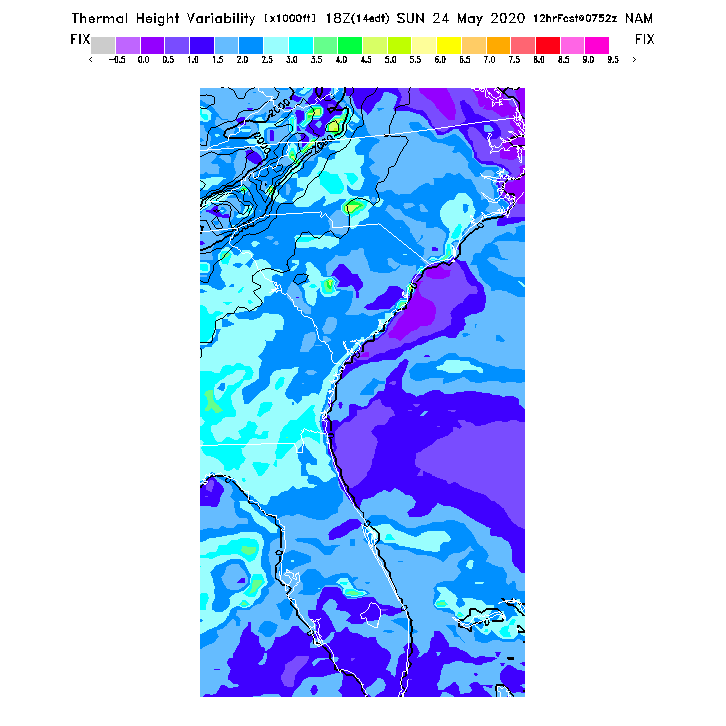 Thermal Height Variability [x1000ft] 18Z(14edt) SUN 24 May 2020 12hrFcst@0752z NAM
FIX FIX
< -0.5 0.0 0.5 1.0 1.5 2.0 2.5 3.0 3.5 4.0 4.5 5.0 5.5 6.0 6.5 7.0 7.5 8.0 8.5 9.0 9.5 >
2000
2000
2000